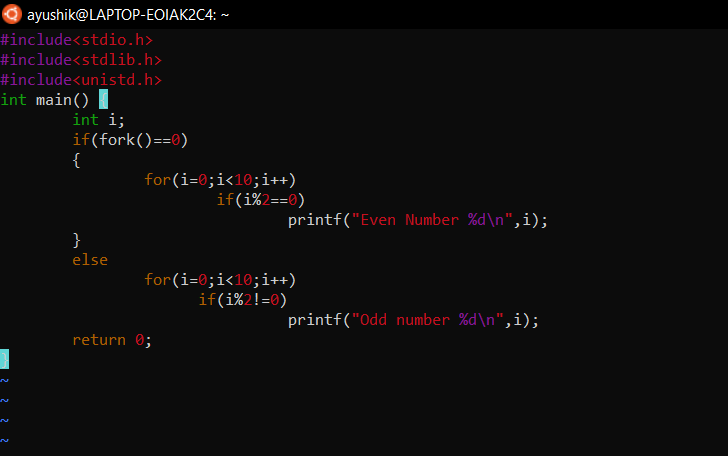 ayushik@LAPTOP-EOIAK2C4: ~
#include<stdio.h>
#include<stdlib.h>
#include<unistd.h>
int main() {
        int i;
        if(fork()==0)
        {
                for(i=0;i<10;i++)
                        if(i%2==0)
                                printf("Even Number %d\n",i);
        }
        else
                for(i=0;i<10;i++)
                      if(i%2!=0)
                                printf("Odd number %d\n",i);
        return 0;
}
~
~
~
~